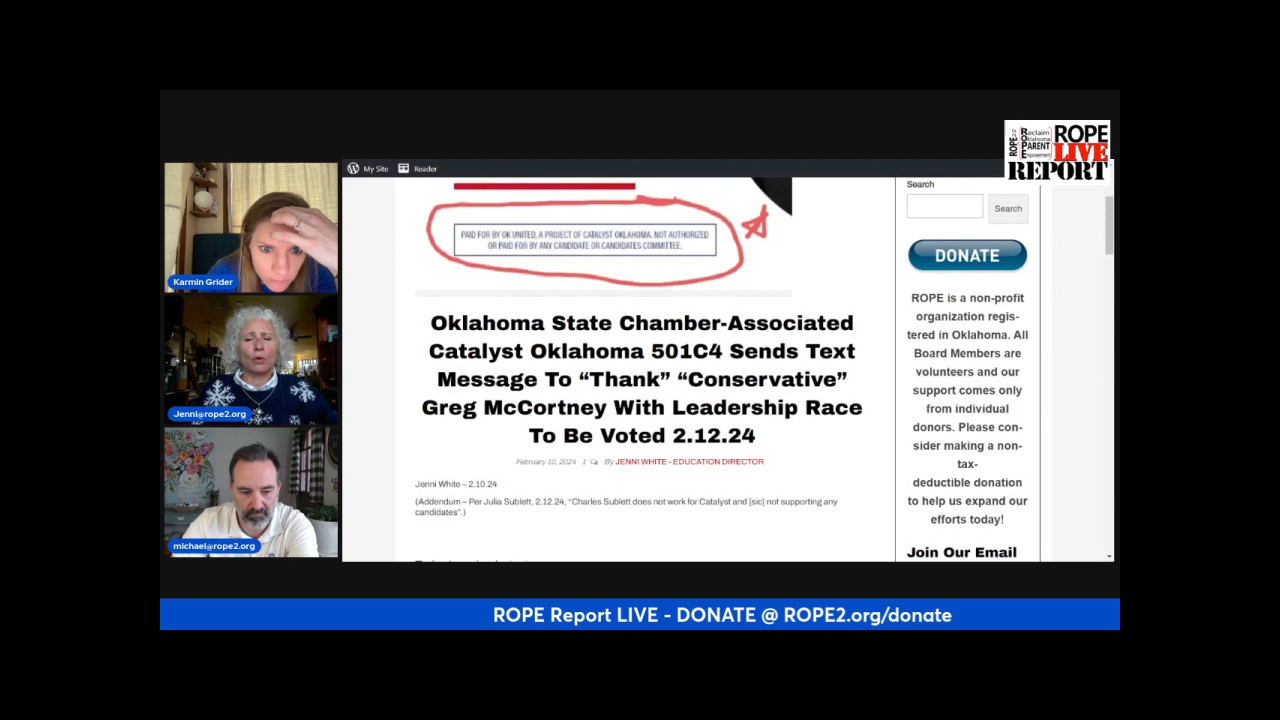 ROPE 2.0
Reclaim
Oklahoma
PARENT
Empowerment
ROPE
LIVE
REPORT
My Site
Reader
Karmin Grider
Jenni@rope2.org
michael@rope2.org
PAID FOR BY OK UNITED, A PROJECT OF CATALYST OKLAHOMA. NOT AUTHORIZED
OR PAID FOR BY ANY CANDIDATE OR CANDIDATES COMMITTEE.
Oklahoma State Chamber-Associated
Catalyst Oklahoma 501C4 Sends Text
Message To “Thank” “Conservative”
Greg McCortney With Leadership Race
To Be Voted 2.12.24
February 10, 2024 1 By JENNI WHITE - EDUCATION DIRECTOR
Jenni White – 2.10.24
(Addendum – Per Julia Sublett, 2.12.24, “Charles Sublett does not work for Catalyst and [sic] not supporting any
candidates”.)
Search
Search
DONATE
ROPE is a non-profit
organization regis-
tered in Oklahoma. All
Board Members are
volunteers and our
support comes only
from individual
donors. Please con-
sider making a non-
tax-
deductible donation
to help us expand our
efforts today!
Join Our Email
ROPE Report LIVE - DONATE @ ROPE2.org/donate